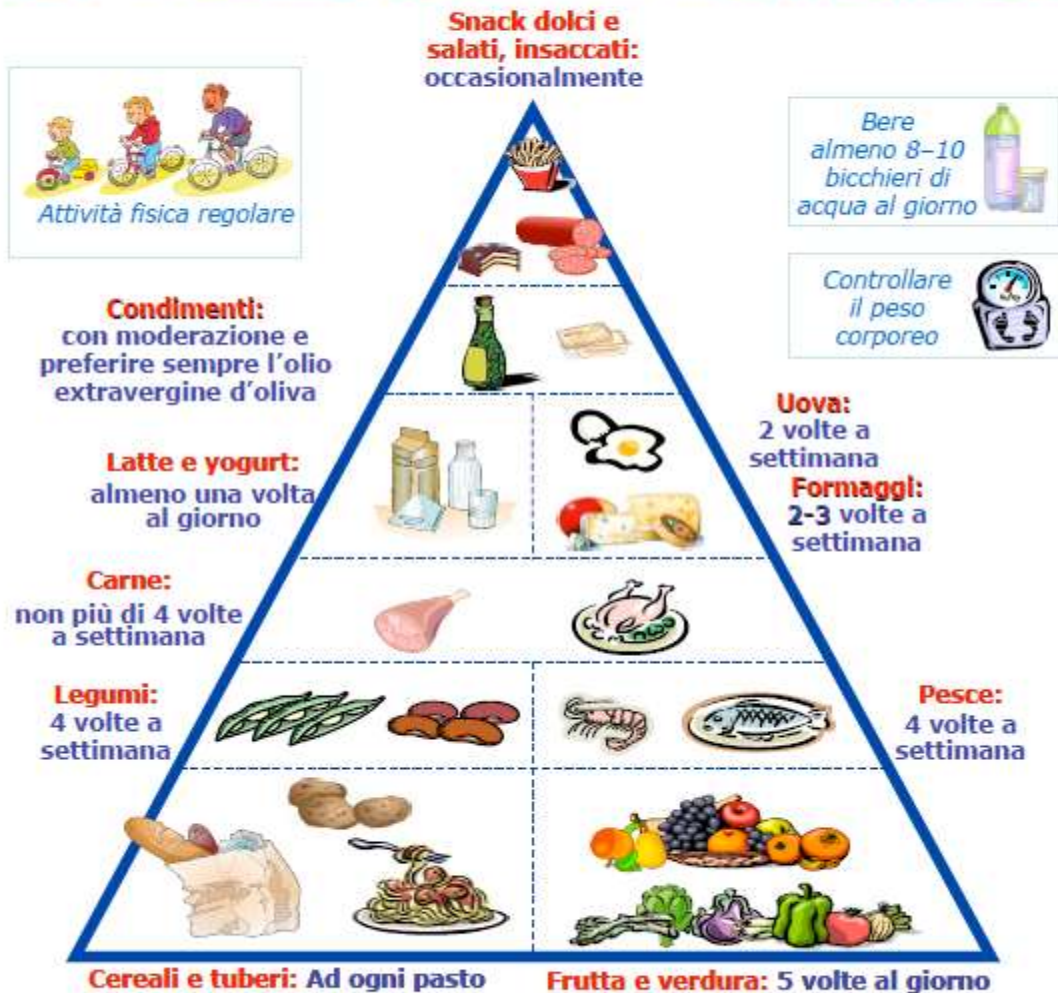 Snack dolci e
salati, insaccati:
occasionalmente
Attività fisica regolare
Bere
almeno 8–10
bicchieri di
acqua al giorno
Controllare
il peso
corporeo
Condimenti:
con moderazione e
preferire sempre l'olio
extravergine d'oliva
Uova:
2 volte a
settimana
Latte e yogurt:
almeno una volta
al giorno
Formaggi:
2-3 volte a
settimana
Carne:
non più di 4 volte
a settimana
Legumi:
4 volte a
settimana
Pesce:
4 volte a
settimana
Cereali e tuberi: Ad ogni pasto
Frutta e verdura: 5 volte al giorno